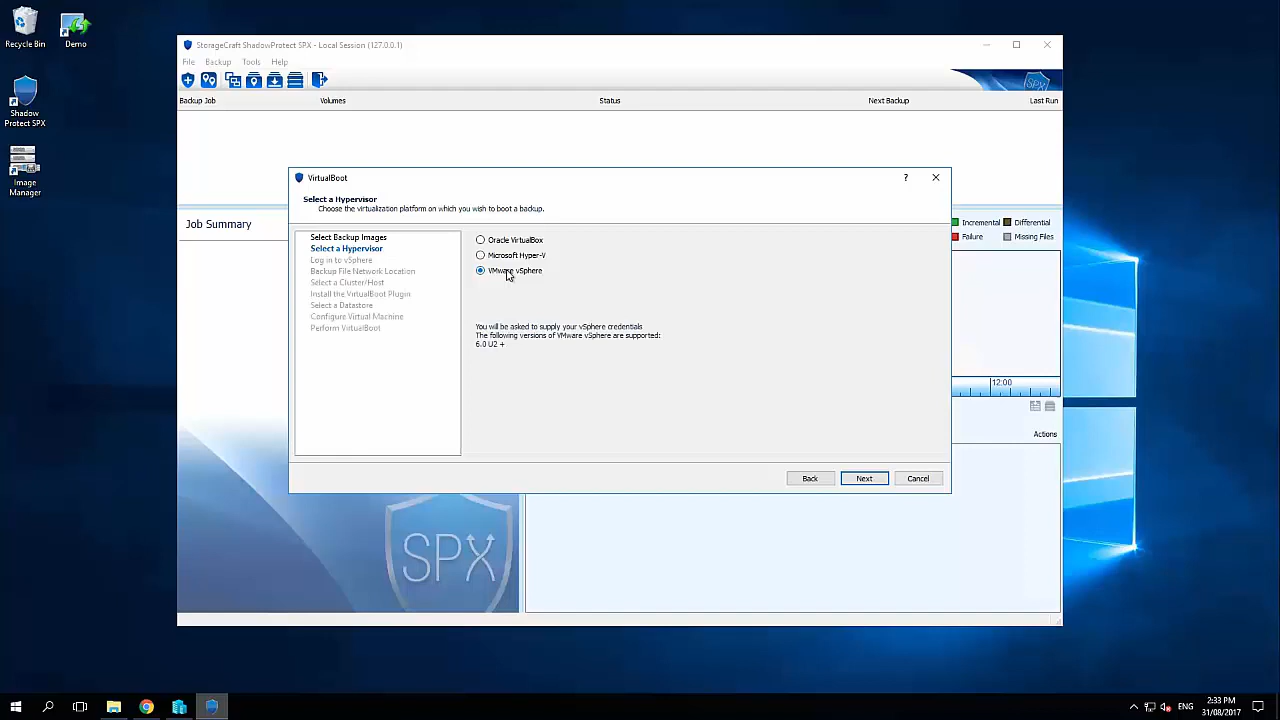 Recycle Bin
Demo
Shadow
Protect SPX
Image
Manager
StorageCraft ShadowProtect SPX - Local Session (127.0.0.1)
File Backup Tools Help
Backup Job Volumes Status Next Backup Last Run
Job Summary
Incremental Differential
Failure Missing Files
12:00
Actions
VirtualBoot
?
Select a Hypervisor
Choose the virtualization platform on which you wish to boot a backup.
Select Backup Images
Select a Hypervisor
Log in to vSphere
Backup File Network Location
Select a Cluster/Host
Install the VirtualBoot Plugin
Select a Datastore
Configure Virtual Machine
Perform VirtualBoot
Oracle VirtualBox
Microsoft Hyper-V
VMware vSphere
You will be asked to supply your vSphere credentials
The following versions of VMware vSphere are supported:
6.0 U2 +
Back Next Cancel
SPX
ENG
2:33 PM
31/08/2017